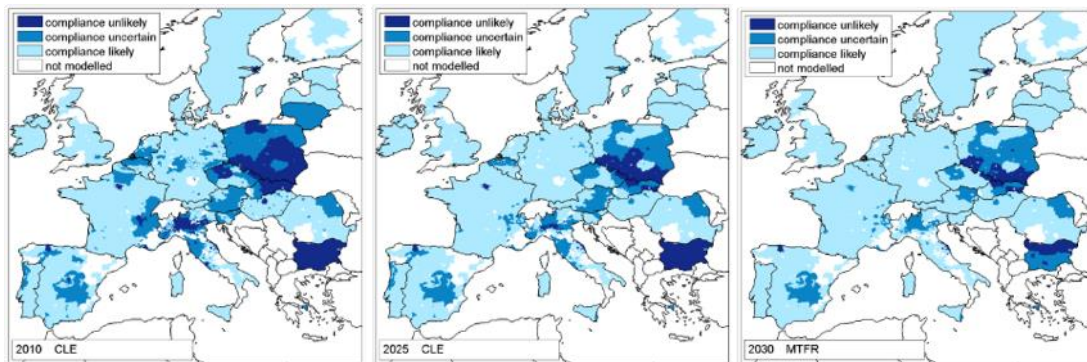 compliance unlikely
compliance uncertain
compliance likely
not modelled
2010 CLE
compliance unlikely
compliance uncertain
compliance likely
not modelled
2025 CLE
compliance unlikely
compliance uncertain
compliance likely
not modelled
2030 MTFR